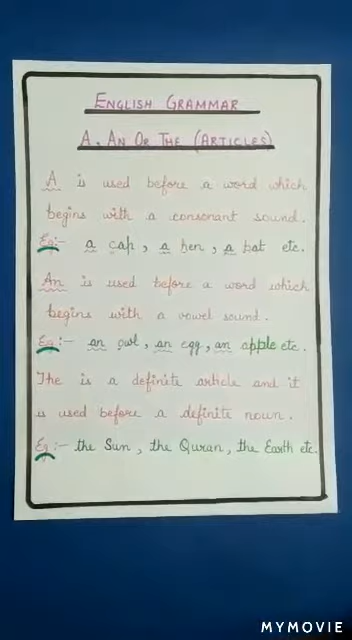 ENGLISH GRAMMAR
A, AN OR THE (ARTICLES)
A is used before a word which
begins with a consonant sound.
Eg:- a cap, a hen, a bat etc.
An is used before a word which
begins with a vowel sound.
Eg:- an owl, an egg, an apple etc.
The is a definite article and it
is used before a definite noun.
Eg:- the Sun, the Quran, the Earth etc.
MYMOVIE